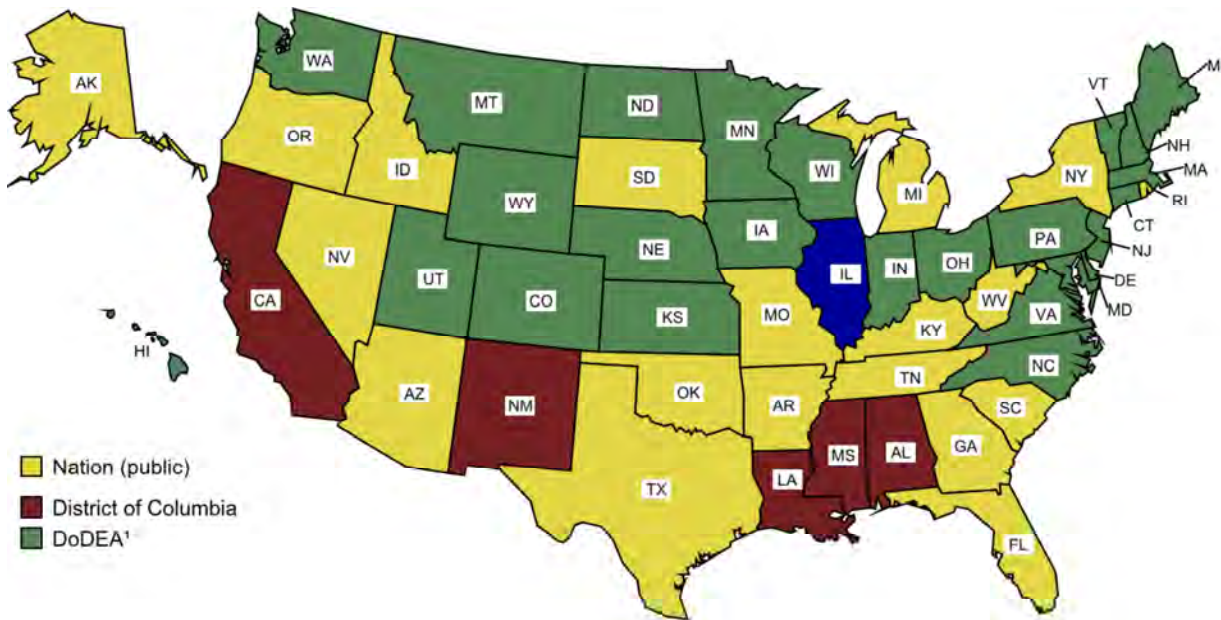 AK
WA
MT
ND
MN
VT
M
OR
ID
SD
WI
MI
NY
NH
MA
RI
CT
WY
IA
NE
PA
NJ
NV
UT
CO
IL
IN
OH
DE
MD
CA
KS
MO
WV
VA
KY
HI
NC
TN
AZ
NM
OK
AR
SC
MS
AL
GA
LA
TX
FL
Nation (public)
District of Columbia
DoDEA¹